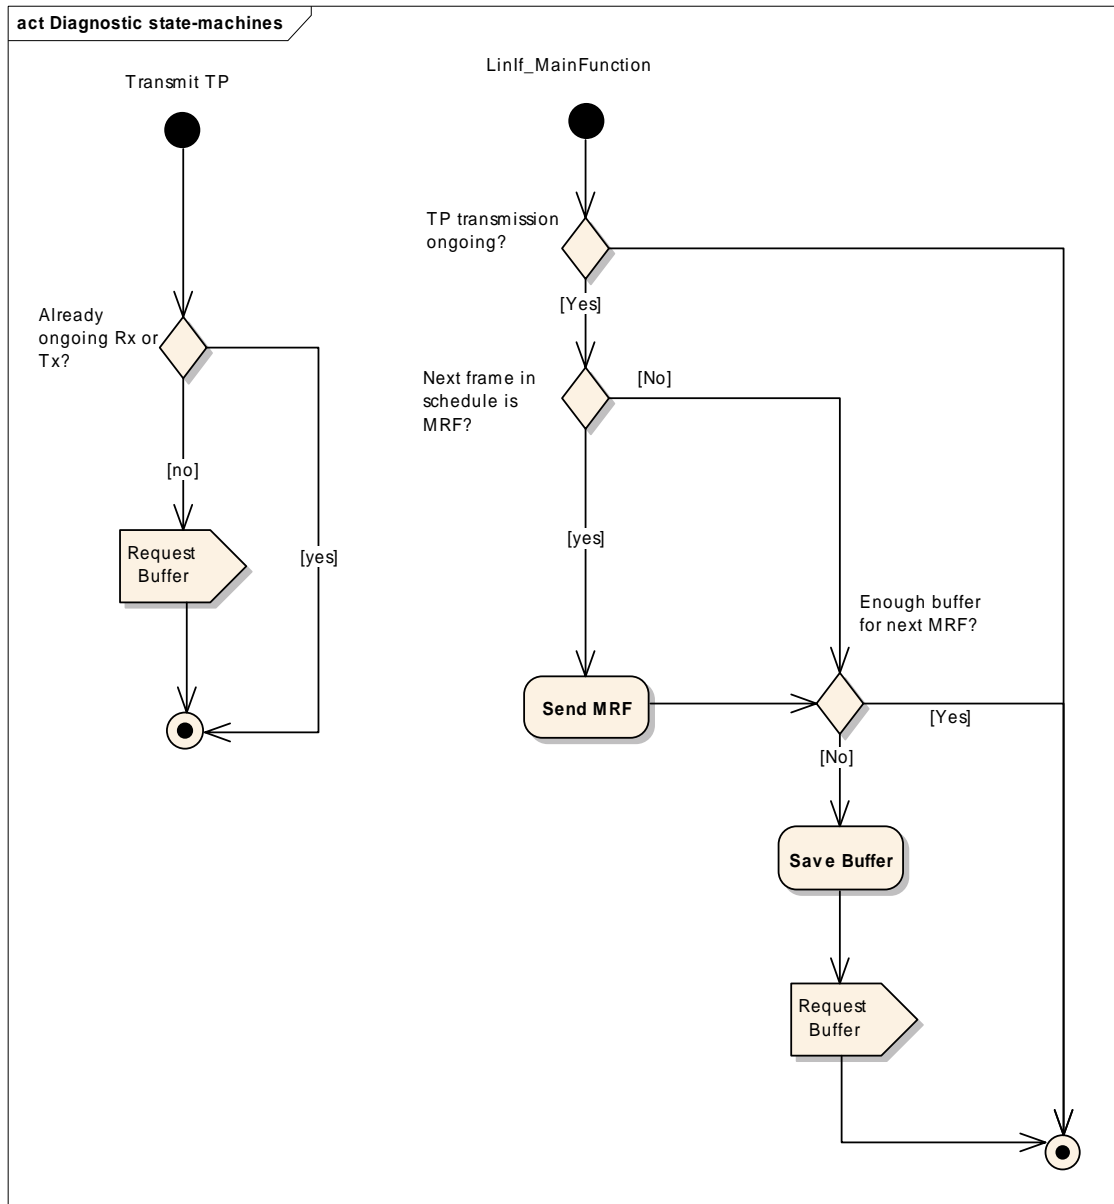 act Diagnostic state-machines
Transmit TP
Already
ongoing Rx or
Tx?
[no]
[yes]
Request
Buffer
LinIf_MainFunction
TP transmission
ongoing?
[Yes]
Next frame in
schedule is
MRF?
[No]
[yes]
Send MRF
Enough buffer
for next MRF?
[Yes]
[No]
Save Buffer
Request
Buffer